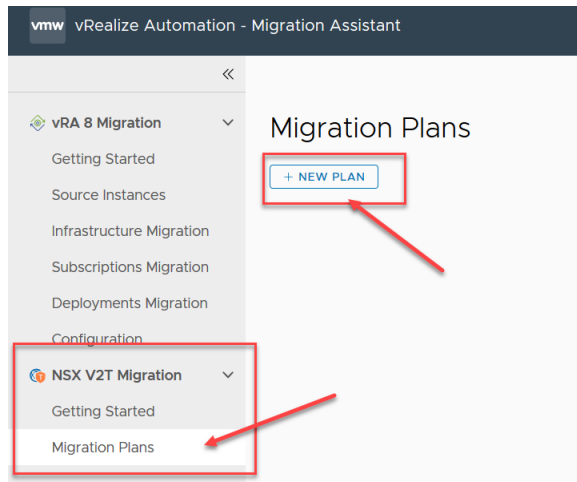 vmw vRealize Automation - Migration Assistant
vRA 8 Migration
Getting Started
Source Instances
Infrastructure Migration
Subscriptions Migration
Deployments Migration
Configuration
NSX V2T Migration
Getting Started
Migration Plans
Migration Plans
+ NEW PLAN